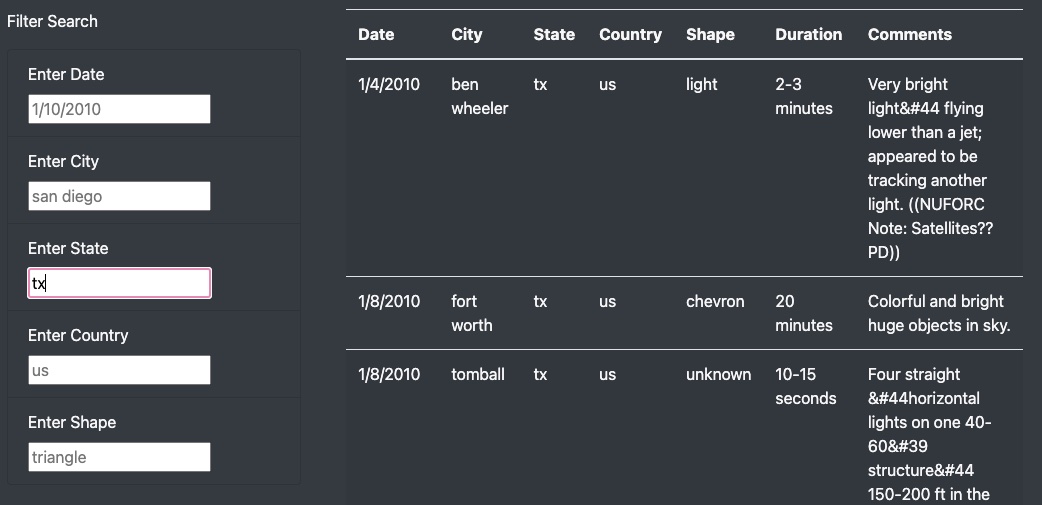 Filter Search
Enter Date
1/10/2010
Enter City
san diego
Enter State
tx
Enter Country
us
Enter Shape
triangle
Date City State Country Shape Duration Comments
1/4/2010 ben tx us light 2-3 Very bright
wheeler minutes light&#44 flying
lower than a jet;
appeared to be
tracking another
light. ((NUFORC
Note: Satellites??
PD))
1/8/2010 fort tx us chevron 20 Colorful and bright
worth minutes huge objects in sky.
1/8/2010 tomball tx us unknown 10-15 Four straight
seconds &#44horizontal
lights on one 40-
60&#39
structure&#44
150-200 ft in the